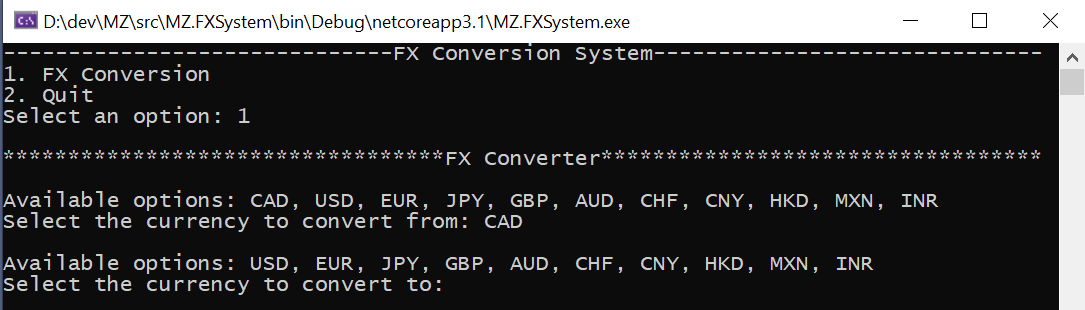 D:\dev\MZ\src\MZ.FXSystem\bin\Debug\netcoreapp3.1\MZ.FXSystem.exe
------------------------------FX Conversion System------------------------------
1. FX Conversion
2. Quit
Select an option: 1
**********************************FX Converter**********************************
Available options: CAD, USD, EUR, JPY, GBP, AUD, CHF, CNY, HKD, MXN, INR
Select the currency to convert from: CAD
Available options: USD, EUR, JPY, GBP, AUD, CHF, CNY, HKD, MXN, INR
Select the currency to convert to: